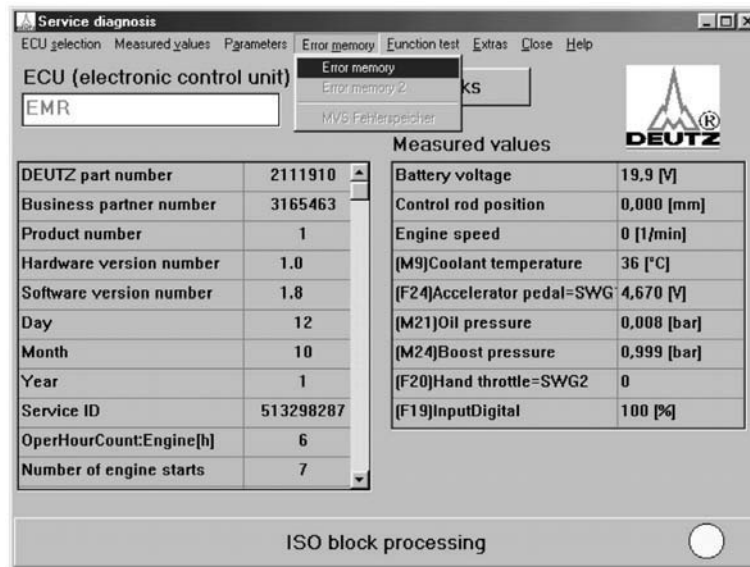 Service diagnosis
ECU selection Measured values Parameters Error memory Function test Extras Close Help
Error memory
Error memory 2
MVS Fehlerspeicher
ECU (electronic control unit)
ks
EMR
DEUTZ ®
Measured values
DEUTZ part number 2111910
Business partner number 3165463
Product number 1
Hardware version number 1.0
Software version number 1.8
Day 12
Month 10
Year 1
Service ID 513298287
OperHourCount:Engine[h] 6
Number of engine starts 7
Battery voltage 19,9 [V]
Control rod position 0,000 [mm]
Engine speed 0 [1/min]
(M9)Coolant temperature 36 [°C]
(F24)Accelerator pedal=SWG 4,670 [V]
(M21)Oil pressure 0,008 [bar]
(M24)Boost pressure 0,999 [bar]
(F20)Hand throttle=SWG2 0
(F19)InputDigital 100 [%]
ISO block processing